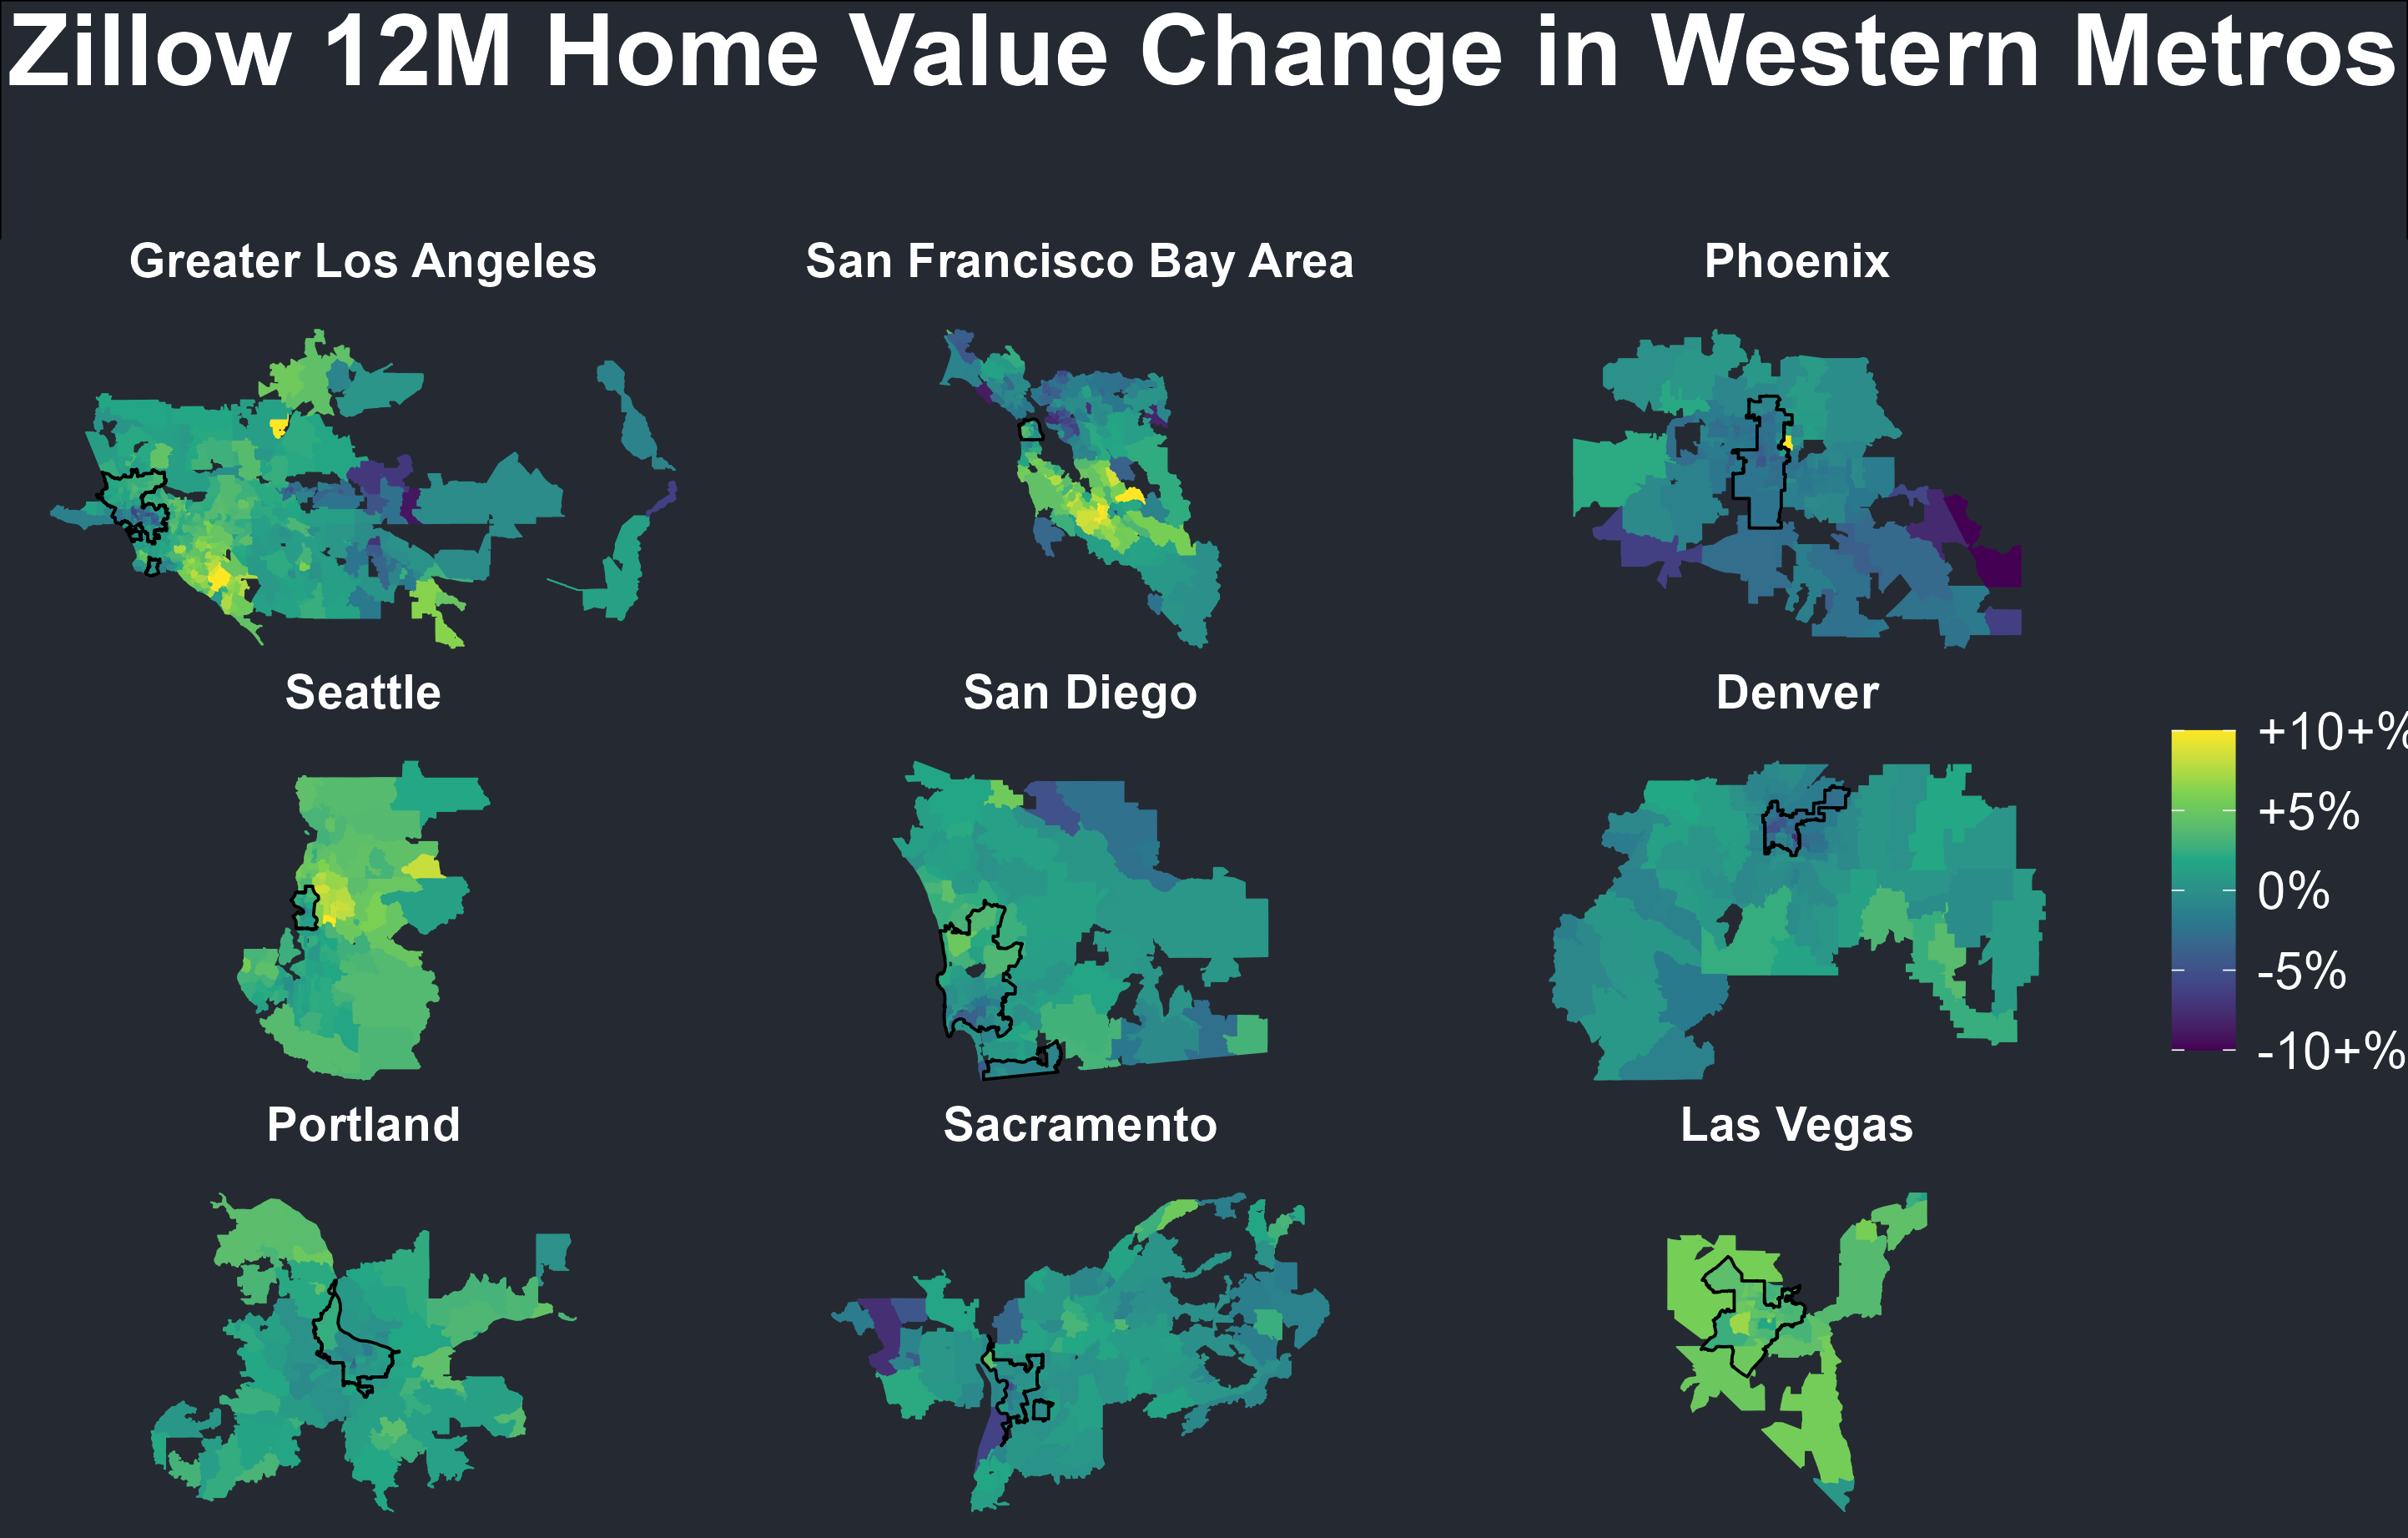 Zillow 12M Home Value Change in Western Metros
Greater Los Angeles
San Francisco Bay Area
Phoenix
Seattle
San Diego
Denver
+10+%
+5%
0%
-5%
-10+%
Portland
Sacramento
Las Vegas